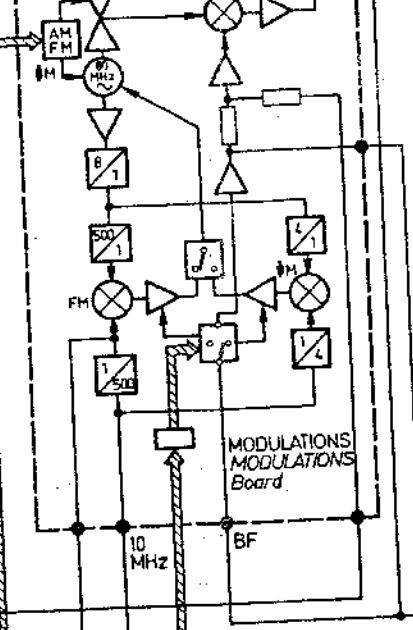 AM
FM
ϕM
MHz
8
1
500
1
4
1
ϕM
FM
1
500
1
4
MODULATIONS
MODULATIONS
Board
10
MHz
BF